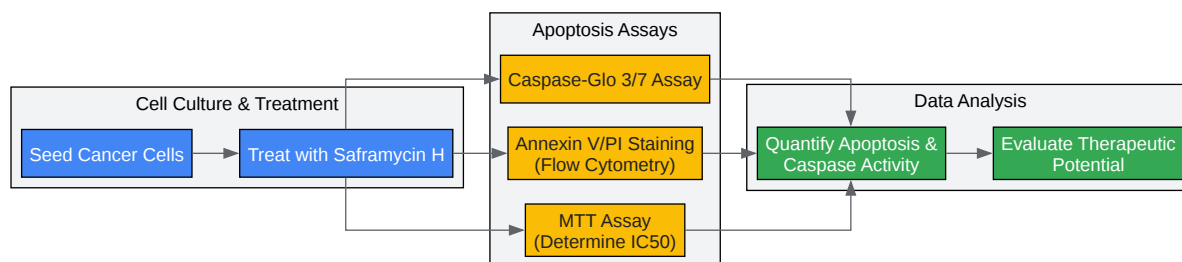 Cell Culture & Treatment
Seed Cancer Cells
Treat with Saframycin H
Apoptosis Assays
Caspase-Glo 3/7 Assay
Annexin V/PI Staining
(Flow Cytometry)
MTT Assay
(Determine IC50)
Data Analysis
Quantify Apoptosis &
Caspase Activity
Evaluate Therapeutic
Potential